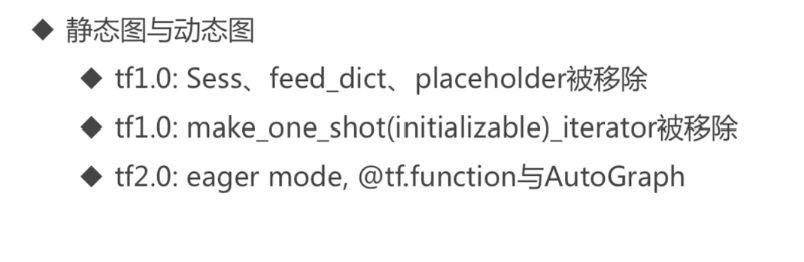 ◆ 静态图与动态图
◆ tf1.0: Sess、feed_dict、placeholder被移除
◆ tf1.0: make_one_shot(initializable)_iterator被移除
◆ tf2.0: eager mode, @tf.function与AutoGraph